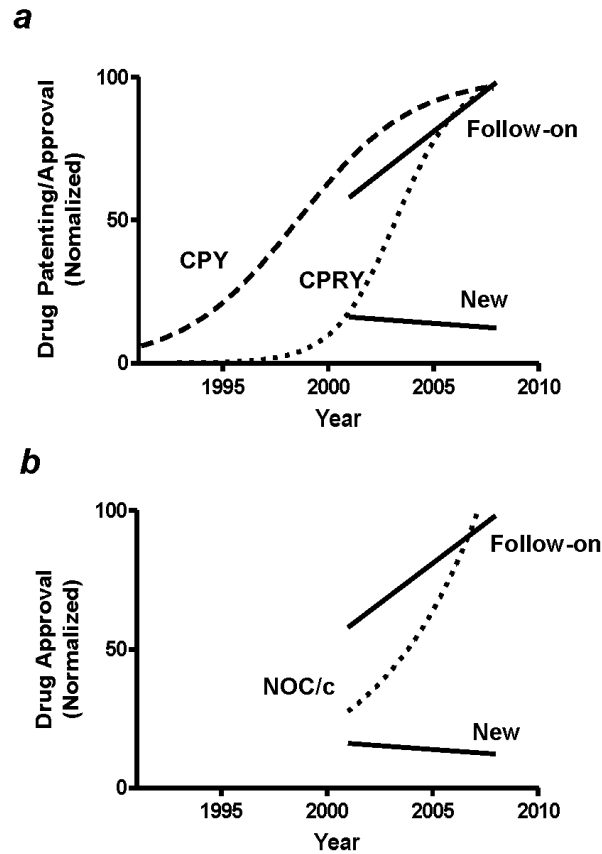 a
Drug Patenting/Approval
(Nomalized)
100
50
0
CPY
CPRY
Follow-on
New
1995
2000
2005
2010
Year
b
Drug Approval
(Normalized)
100
50
0
NOC/c
Follow-on
New
1995
2000
2005
2010
Year